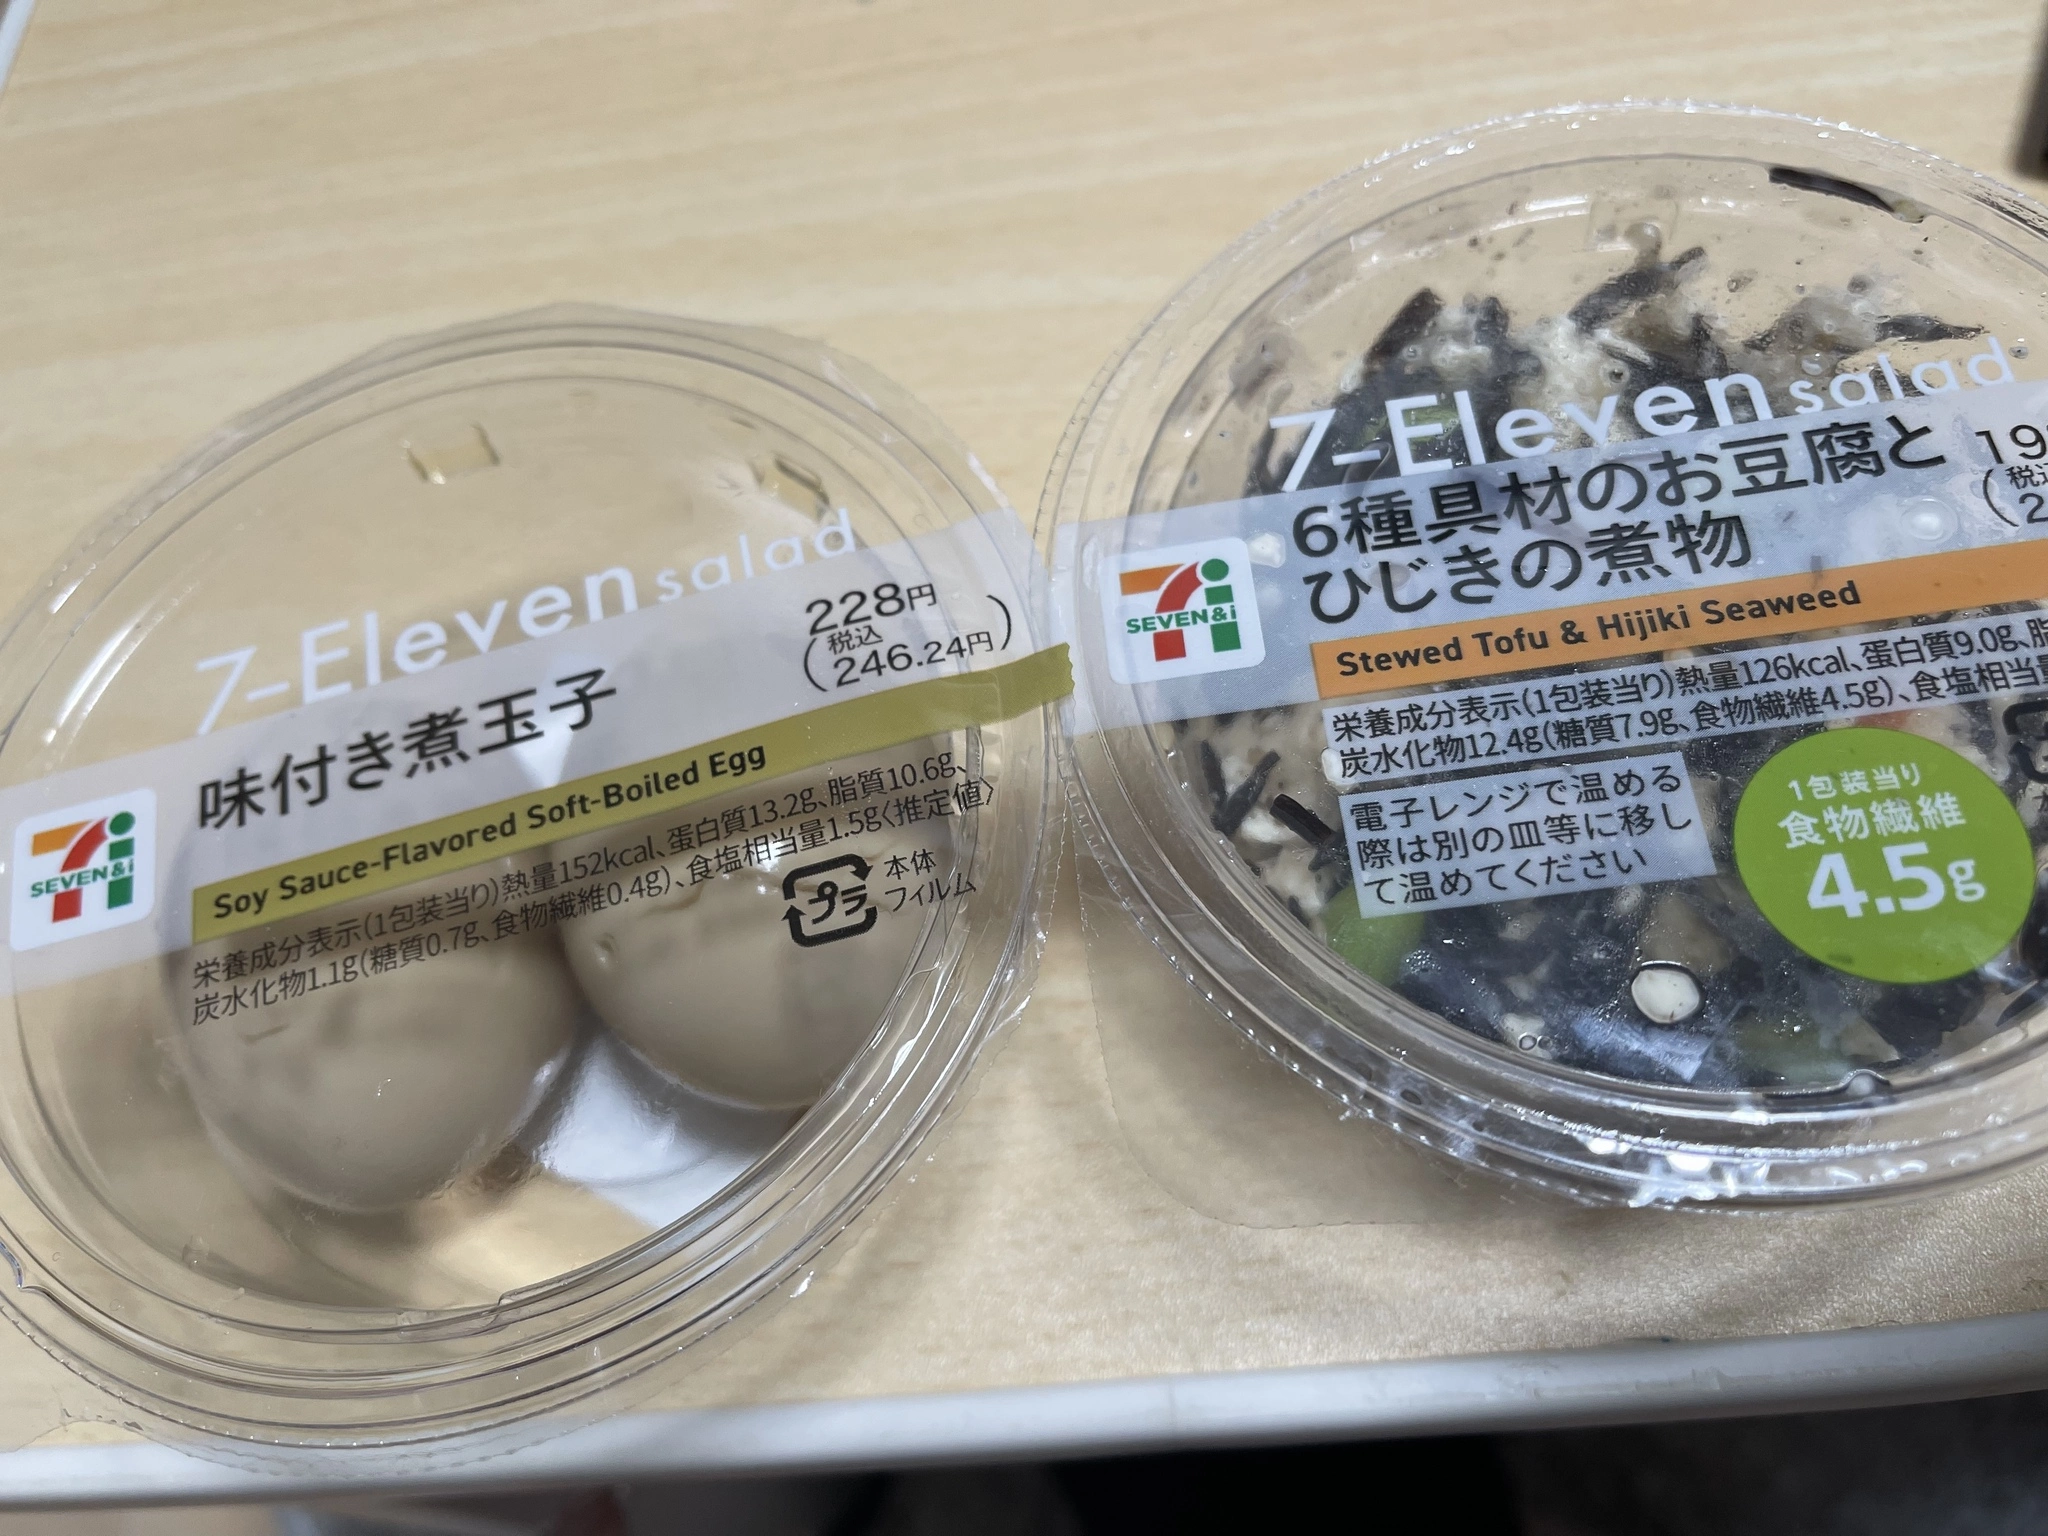 7-Eleven salad
味付き煮玉子
228円
(税込
246.24円)
Soy Sauce-Flavored Soft-Boiled Egg
栄養成分表示(1包装当り)熱量152kcal、蛋白質13.2g、脂質10.6g、
炭水化物1.1g(糖質0.7g、食物繊維0.4g)、食塩相当量1.5g〈推定値〉
SEVEN&i
プラ
本体
フィルム
7-Eleven salad
6種具材のお豆腐と
ひじきの煮物
19
(税込
2
SEVEN&i
Stewed Tofu & Hijiki Seaweed
栄養成分表示(1包装当り)熱量126kcal、蛋白質9.0g、脂
炭水化物12.4g(糖質7.9g、食物繊維4.5g)、食塩相当量
電子レンジで温める
際は別の皿等に移し
て温めてください
1包装当り
食物繊維
4.5g